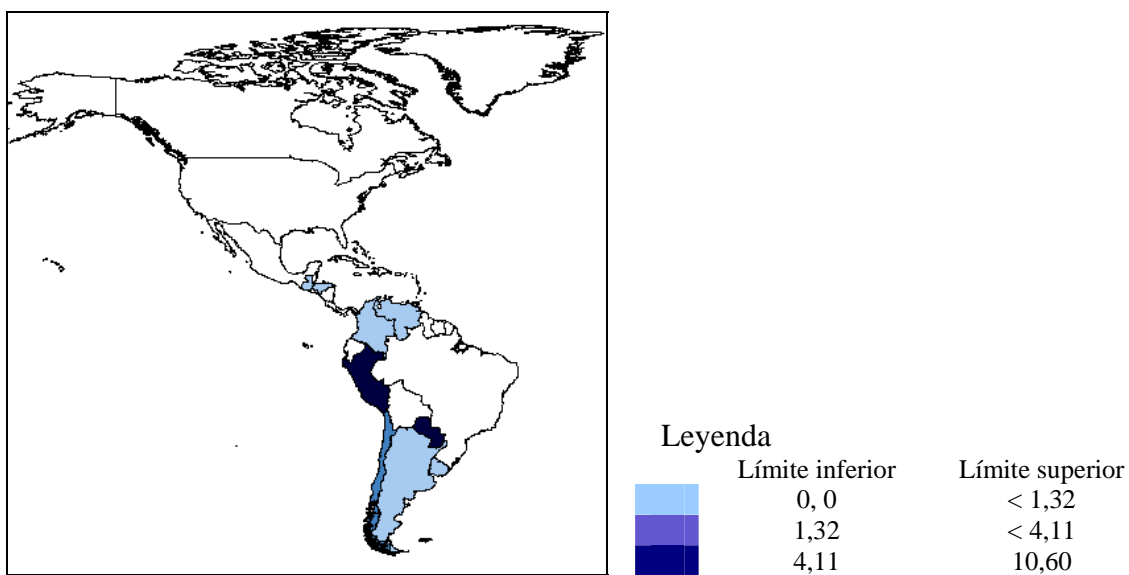 Leyenda
Límite inferior Límite superior
0, 0 < 1,32
1,32 < 4,11
4,11 10,60